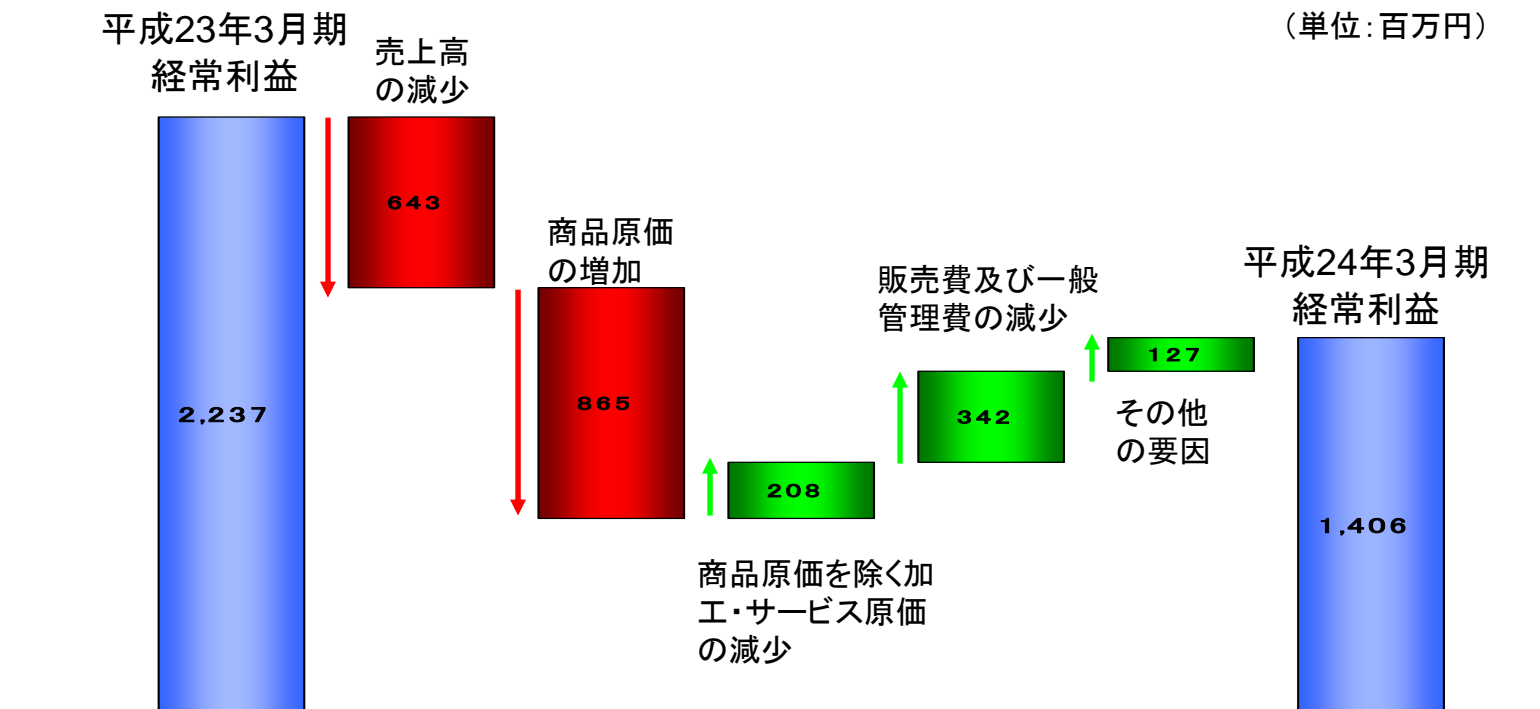 平成23年3月期
経常利益
（単位：百万円）
売上高
の減少
643
商品原価
の増加
865
2,237
208
商品原価を除く加
工・サービス原価
の減少
販売費及び一般
管理費の減少
342
127
その他
の要因
平成24年3月期
経常利益
1,406